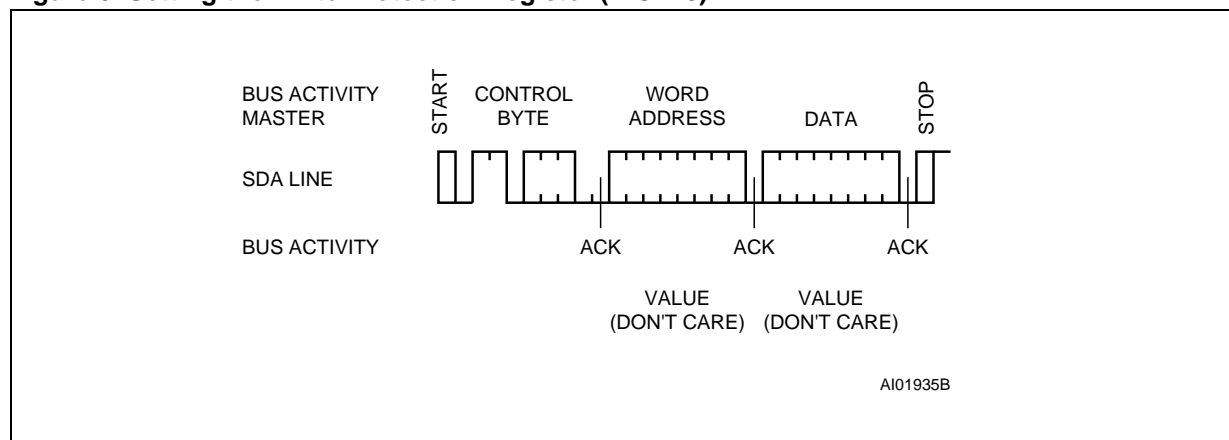 BUS ACTIVITY
MASTER
START
CONTROL
BYTE
WORD
ADDRESS
DATA
STOP
SDA LINE
BUS ACTIVITY
ACK
ACK
ACK
VALUE
(DON'T CARE)
VALUE
(DON'T CARE)
AI01935B